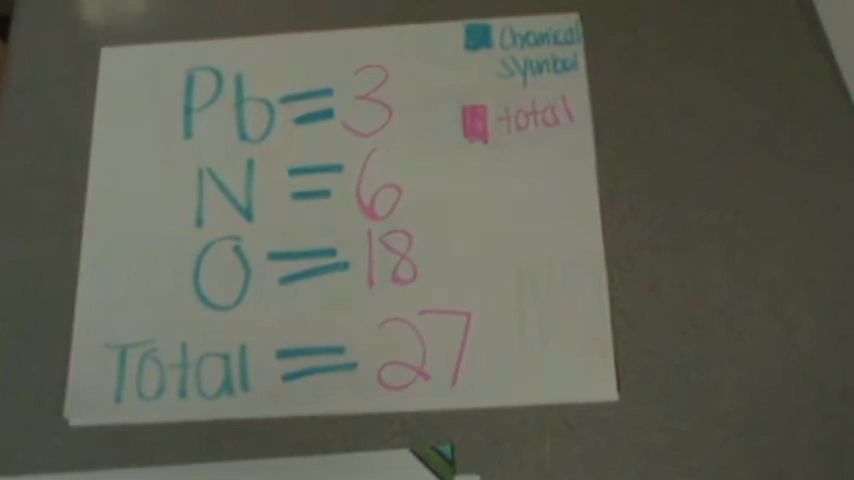 Pb = 3
N = 6
O = 18
Total = 27
Chemical
Symbol
total